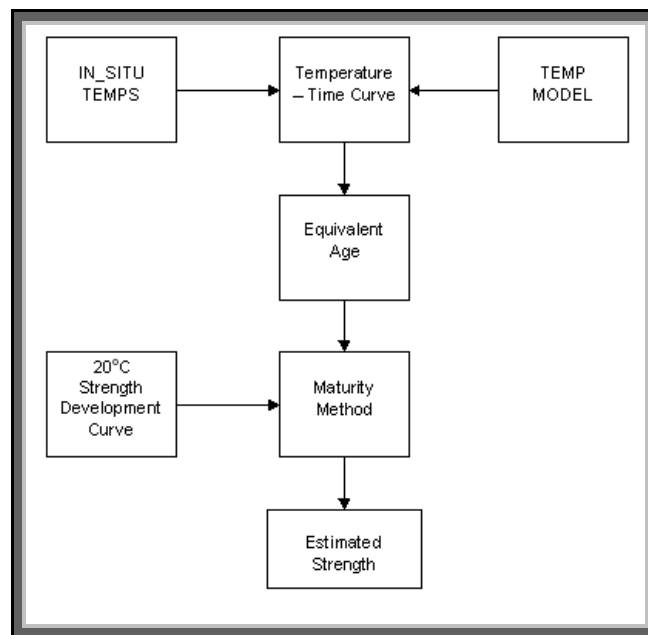 IN_SITU
TEMPS
Temperature
– Time Curve
TEMP
MODEL
Equivalent
Age
20°C
Strength
Development
Curve
Maturity
Method
Estimated
Strength